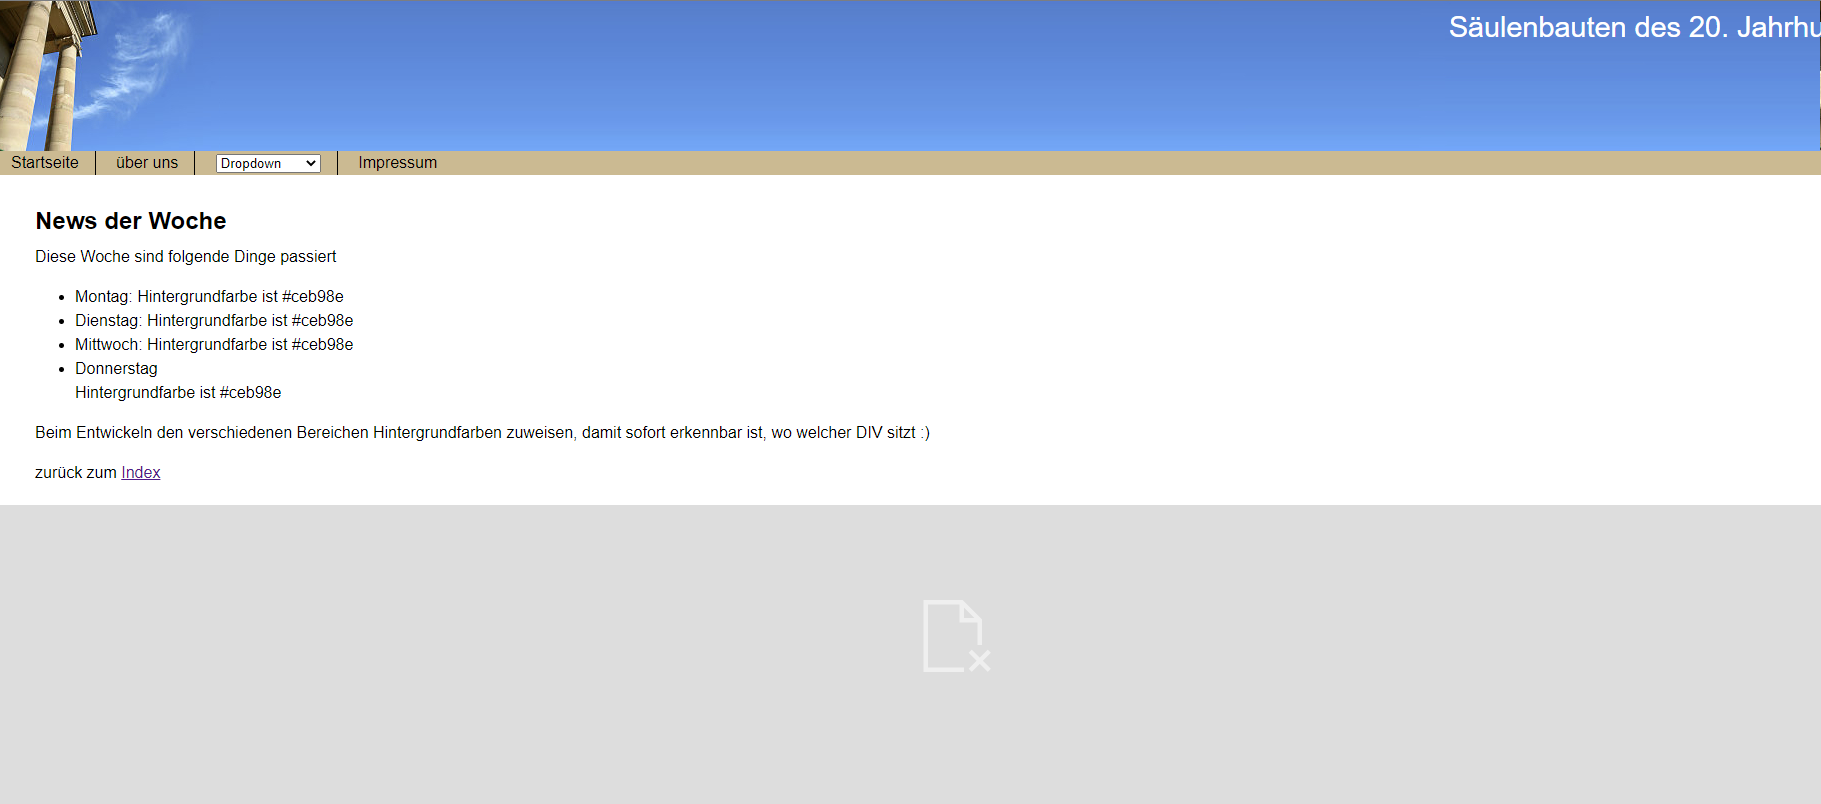 Säulenbauten des 20. Jahrhu
Startseite
über uns
Dropdown
Impressum
News der Woche
Diese Woche sind folgende Dinge passiert
Montag: Hintergrundfarbe ist #ceb98e
Dienstag: Hintergrundfarbe ist #ceb98e
Mittwoch: Hintergrundfarbe ist #ceb98e
Donnerstag
Hintergrundfarbe ist #ceb98e
Beim Entwickeln den verschiedenen Bereichen Hintergrundfarben zuweisen, damit sofort erkennbar ist, wo welcher DIV sitzt :)
zurück zum Index